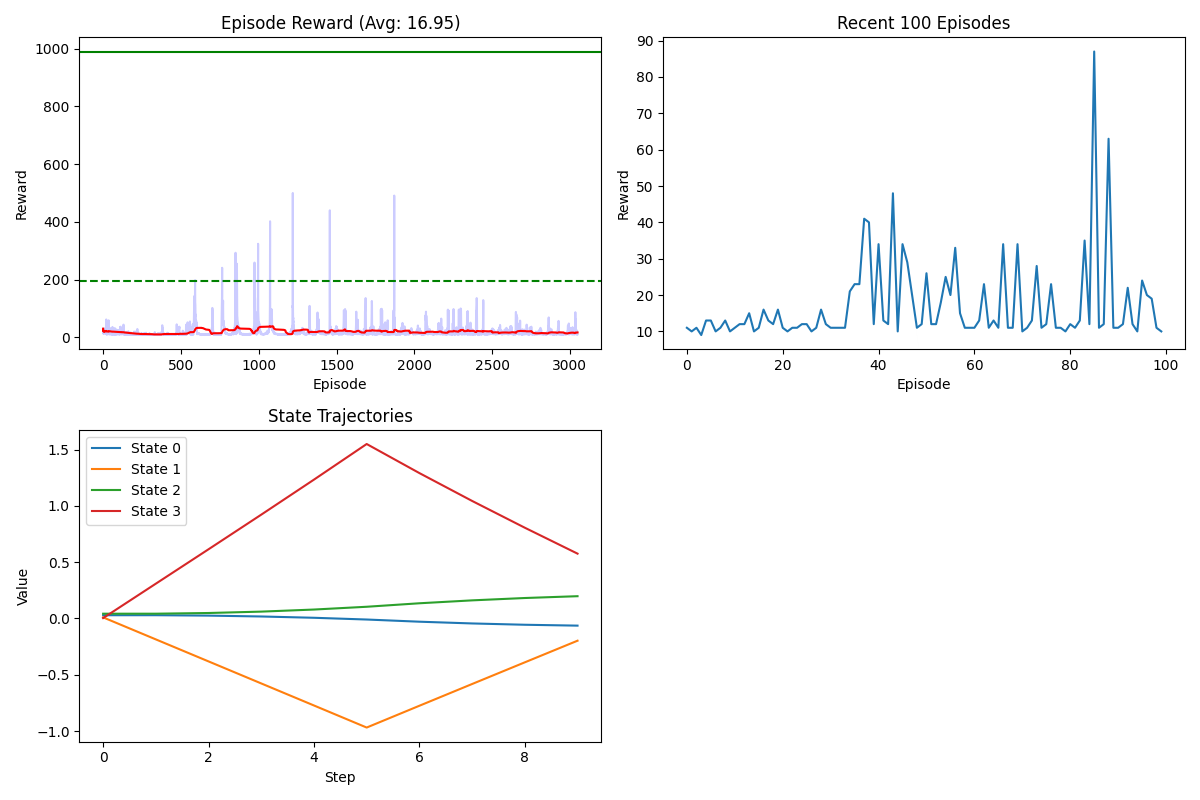 Episode Reward (Avg: 16.95)
Reward
1000
800
600
400
200
0
0 500 1000 1500 2000 2500 3000
Episode
Recent 100 Episodes
Reward
90
80
70
60
50
40
30
20
10
0 20 40 60 80 100
Episode
State Trajectories
Value
1.5
1.0
0.5
0.0
−0.5
−1.0
State 0
State 1
State 2
State 3
0 2 4 6 8
Step